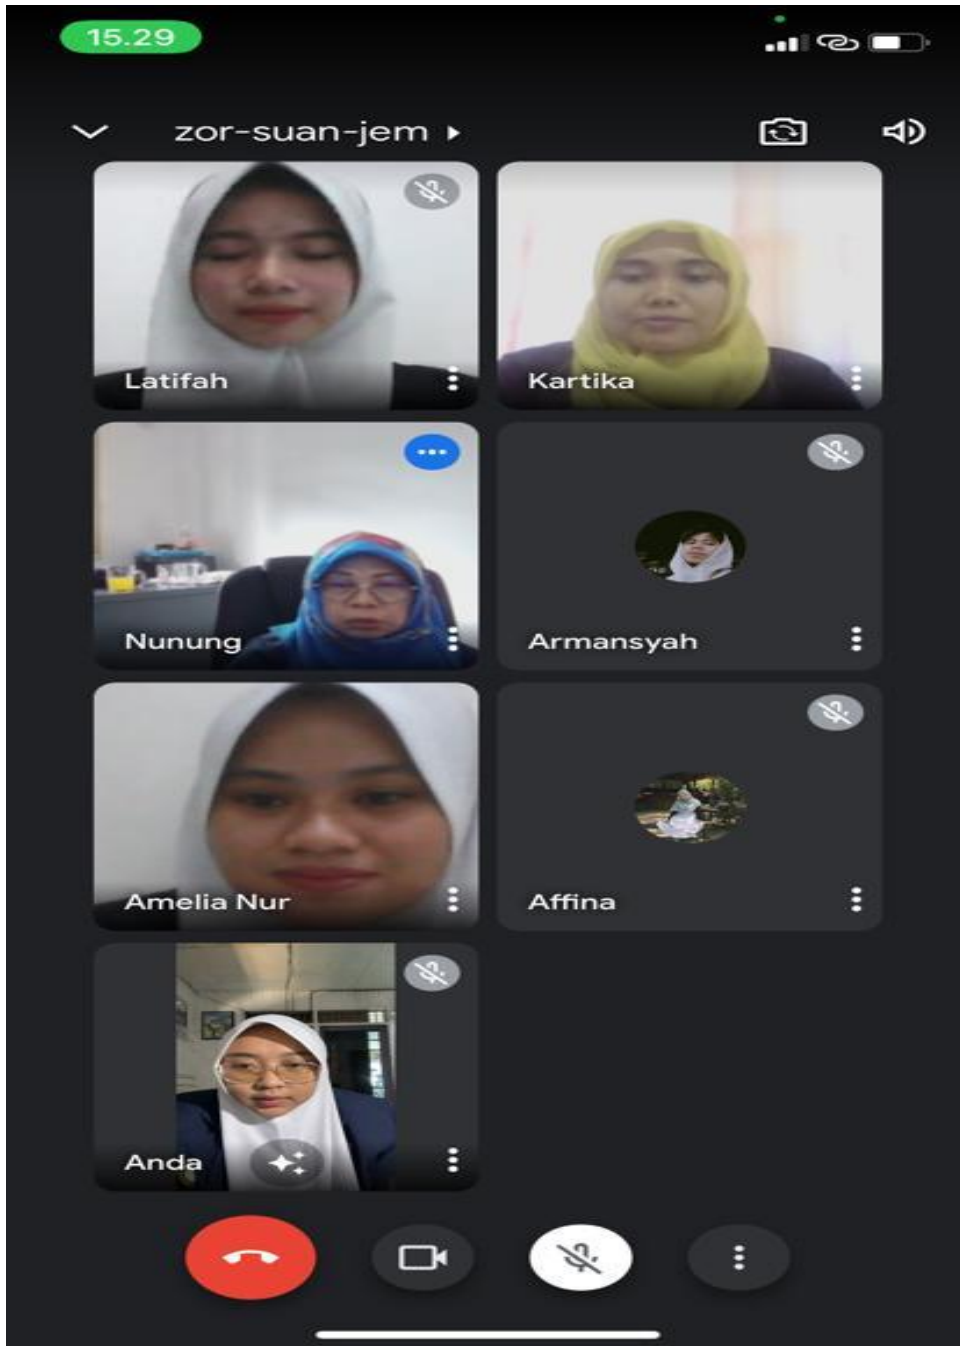 15.29
zor-suan-jem
Latifah
Kartika
Nunung
Armansyah
Amelia Nur
Affina
Anda